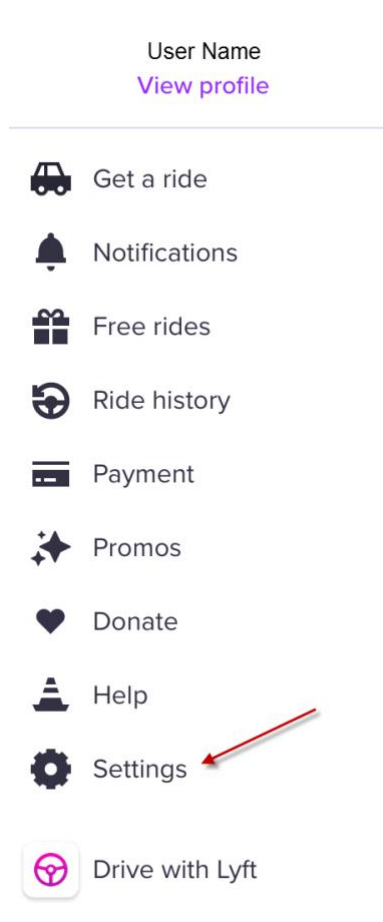 User Name
View profile
Get a ride
Notifications
Free rides
Ride history
Payment
Promos
Donate
Help
Settings
Drive with Lyft